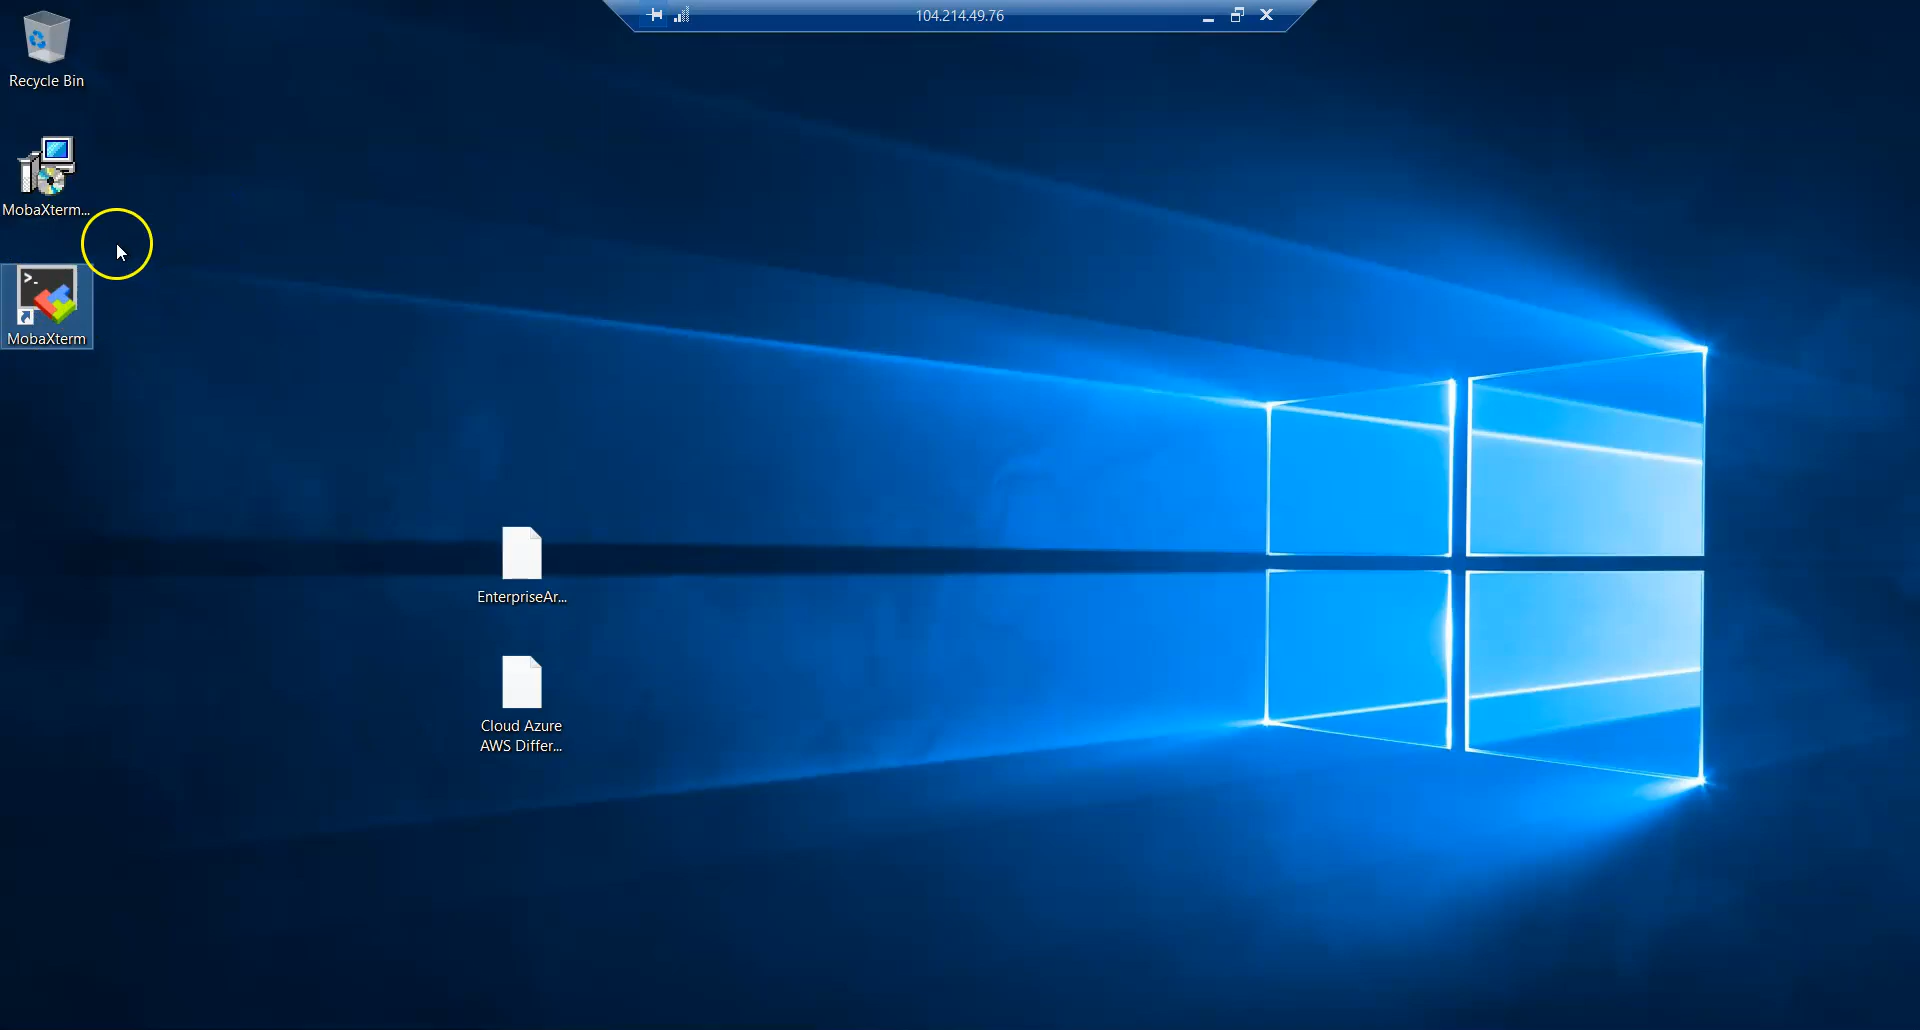 104.214.49.76
Recycle Bin
MobaXterm...
>_
MobaXterm
EnterpriseAr...
Cloud Azure
AWS Differ...